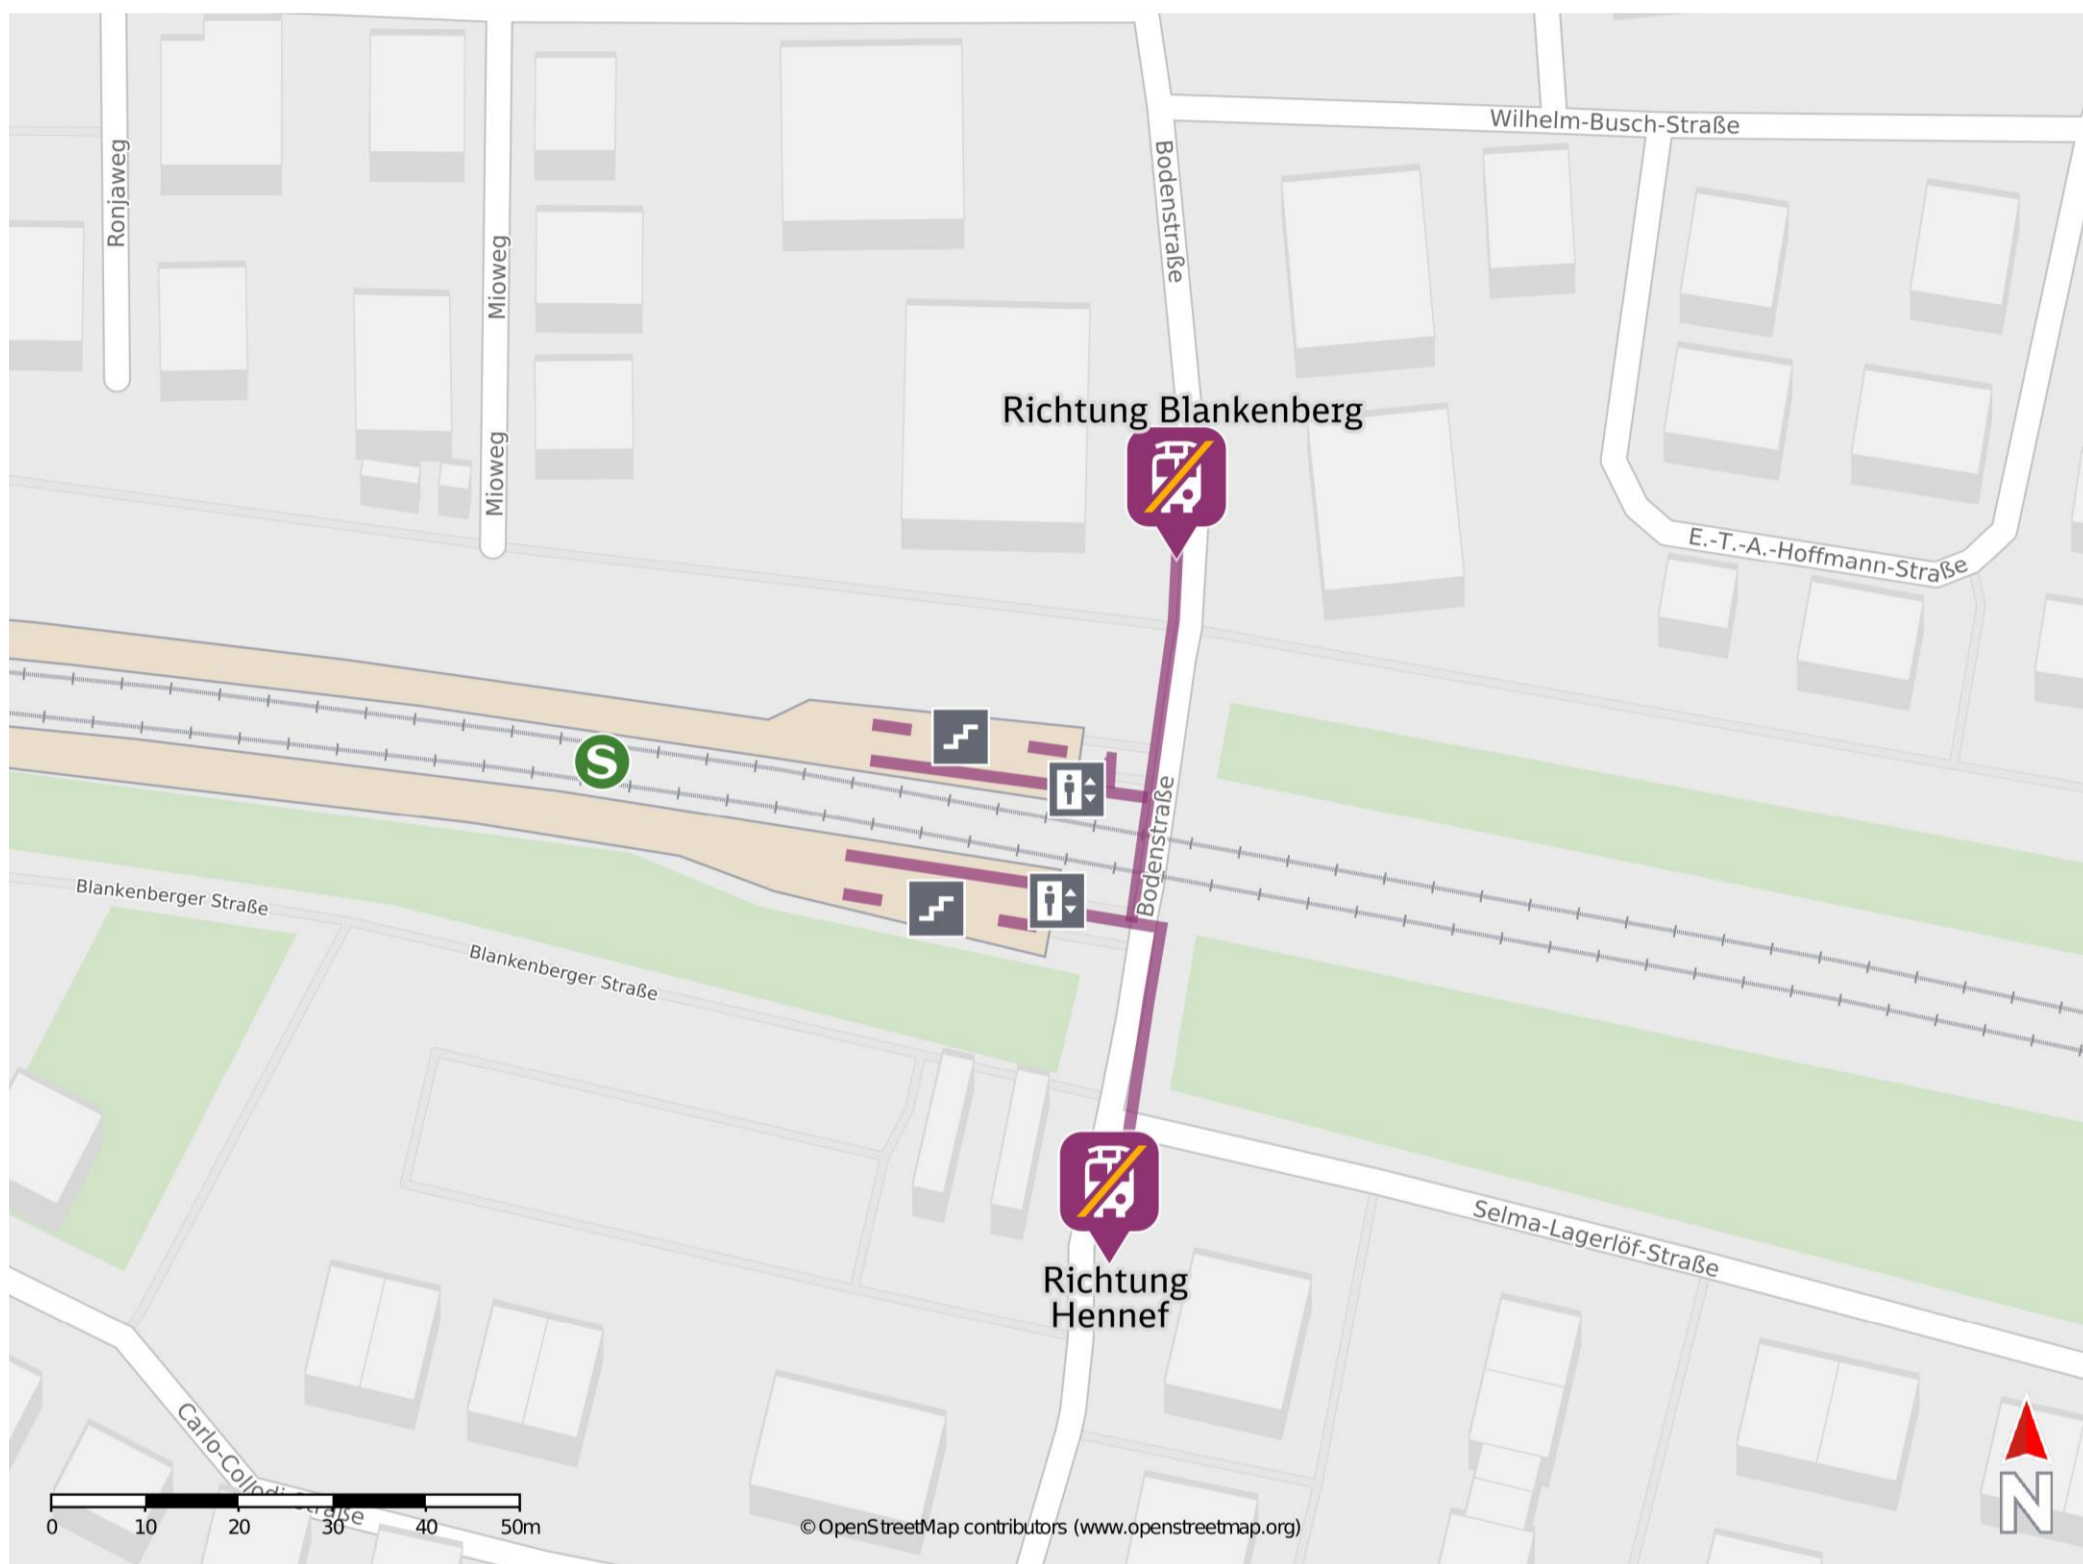 Wilhelm-Busch-Straße
Ronjaweg
Bodenstraße
Mioweg
Richtung Blankenberg
Mioweg
E.-T.-A.-Hoffmann-Straße
S
Bodenstraße
Blankenberger Straße
Blankenberger Straße
Selma-Lagerlöf-Straße
Richtung
Hennef
Carlo-Collodi-Straße
N
0 10 20 30 40 50m
© OpenStreetMap contributors (www.openstreetmap.org)